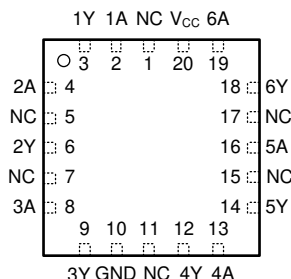 1Y 1A NC VCC 6A
3 2 1 20 19
2A 4 18 6Y
NC 5 17 NC
2Y 6 16 5A
NC 7 15 NC
3A 8 14 5Y
9 10 11 12 13
3Y GND NC 4Y 4A